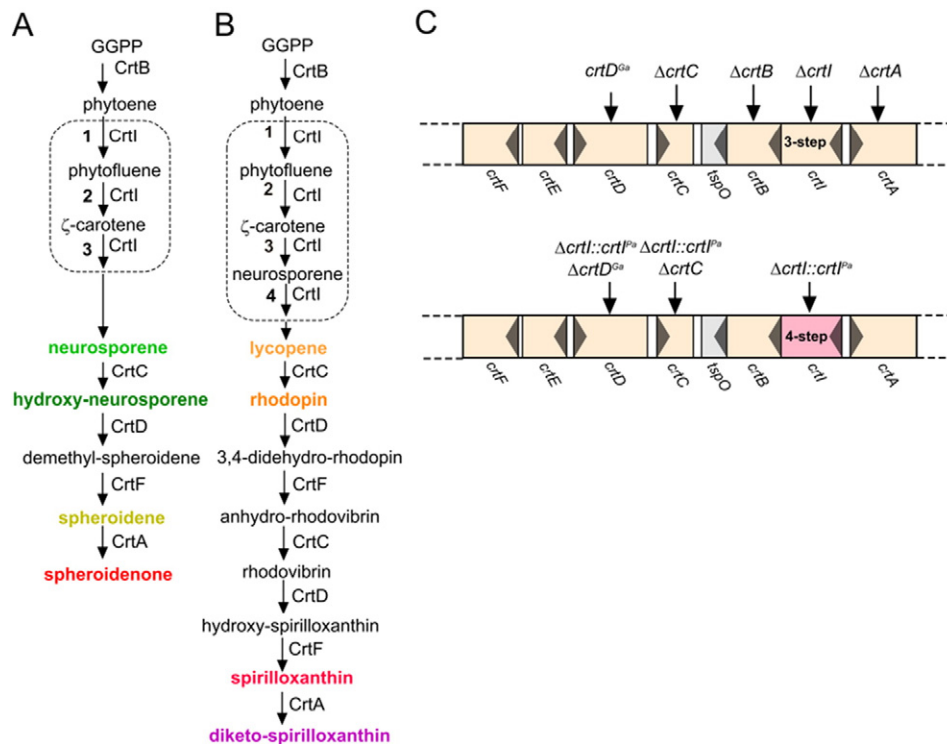 A
GGPP
CrtB
phytoene
1 CrtI
phytofluene
2 CrtI
ζ-carotene
3 CrtI
neurosporene
CrtC
hydroxy-neurosporene
CrtD
demethyl-spheroidene
CrtF
spheroidene
CrtA
spheroidenone
B
GGPP
CrtB
phytoene
1 CrtI
phytofluene
2 CrtI
ζ-carotene
3 CrtI
neurosporene
4 CrtI
lycopene
CrtC
rhodopin
CrtD
3,4-didehydro-rhodopin
CrtF
anhydro-rhodovibrin
CrtC
rhodovibrin
CrtD
hydroxy-spirilloxanthin
CrtF
spirilloxanthin
CrtA
diketo-spirilloxanthin
C
crtD^Ga ΔcrtC ΔcrtB ΔcrtI ΔcrtA
3-step
crtF crtE crtD crtC tspO crtB crtI crtA
ΔcrtI::crtI^Pa ΔcrtI::crtI^Pa
ΔcrtD^Ga ΔcrtC ΔcrtI::crtI^Pa
4-step
crtF crtE crtD crtC tspO crtB crtI crtA